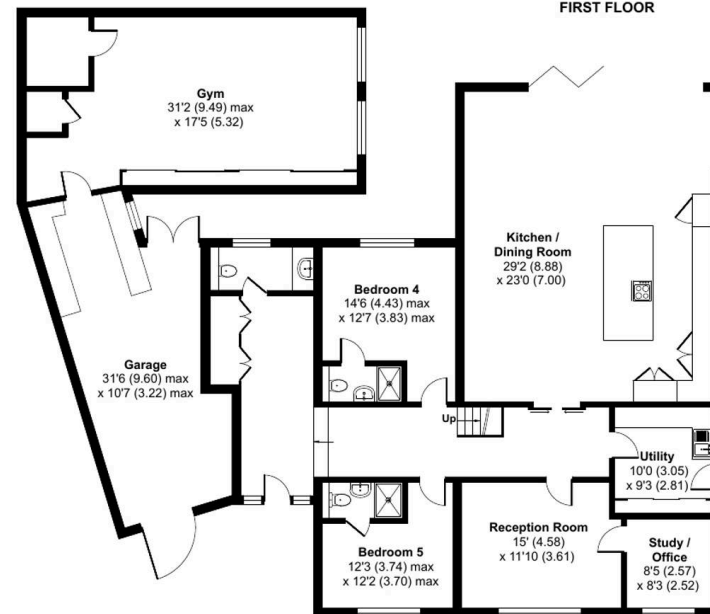 FIRST FLOOR
Gym
31'2 (9.49) max
x 17'5 (5.32)
Kitchen /
Dining Room
29'2 (8.88)
x 23'0 (7.00)
Bedroom 4
14'6 (4.43) max
x 12'7 (3.83) max
Garage
31'6 (9.60) max
x 10'7 (3.22) max
Up
Utility
10'0 (3.05)
x 9'3 (2.81)
Reception Room
15' (4.58)
x 11'10 (3.61)
Study /
Office
8'5 (2.57)
x 8'3 (2.52)
Bedroom 5
12'3 (3.74) max
x 12'2 (3.70) max